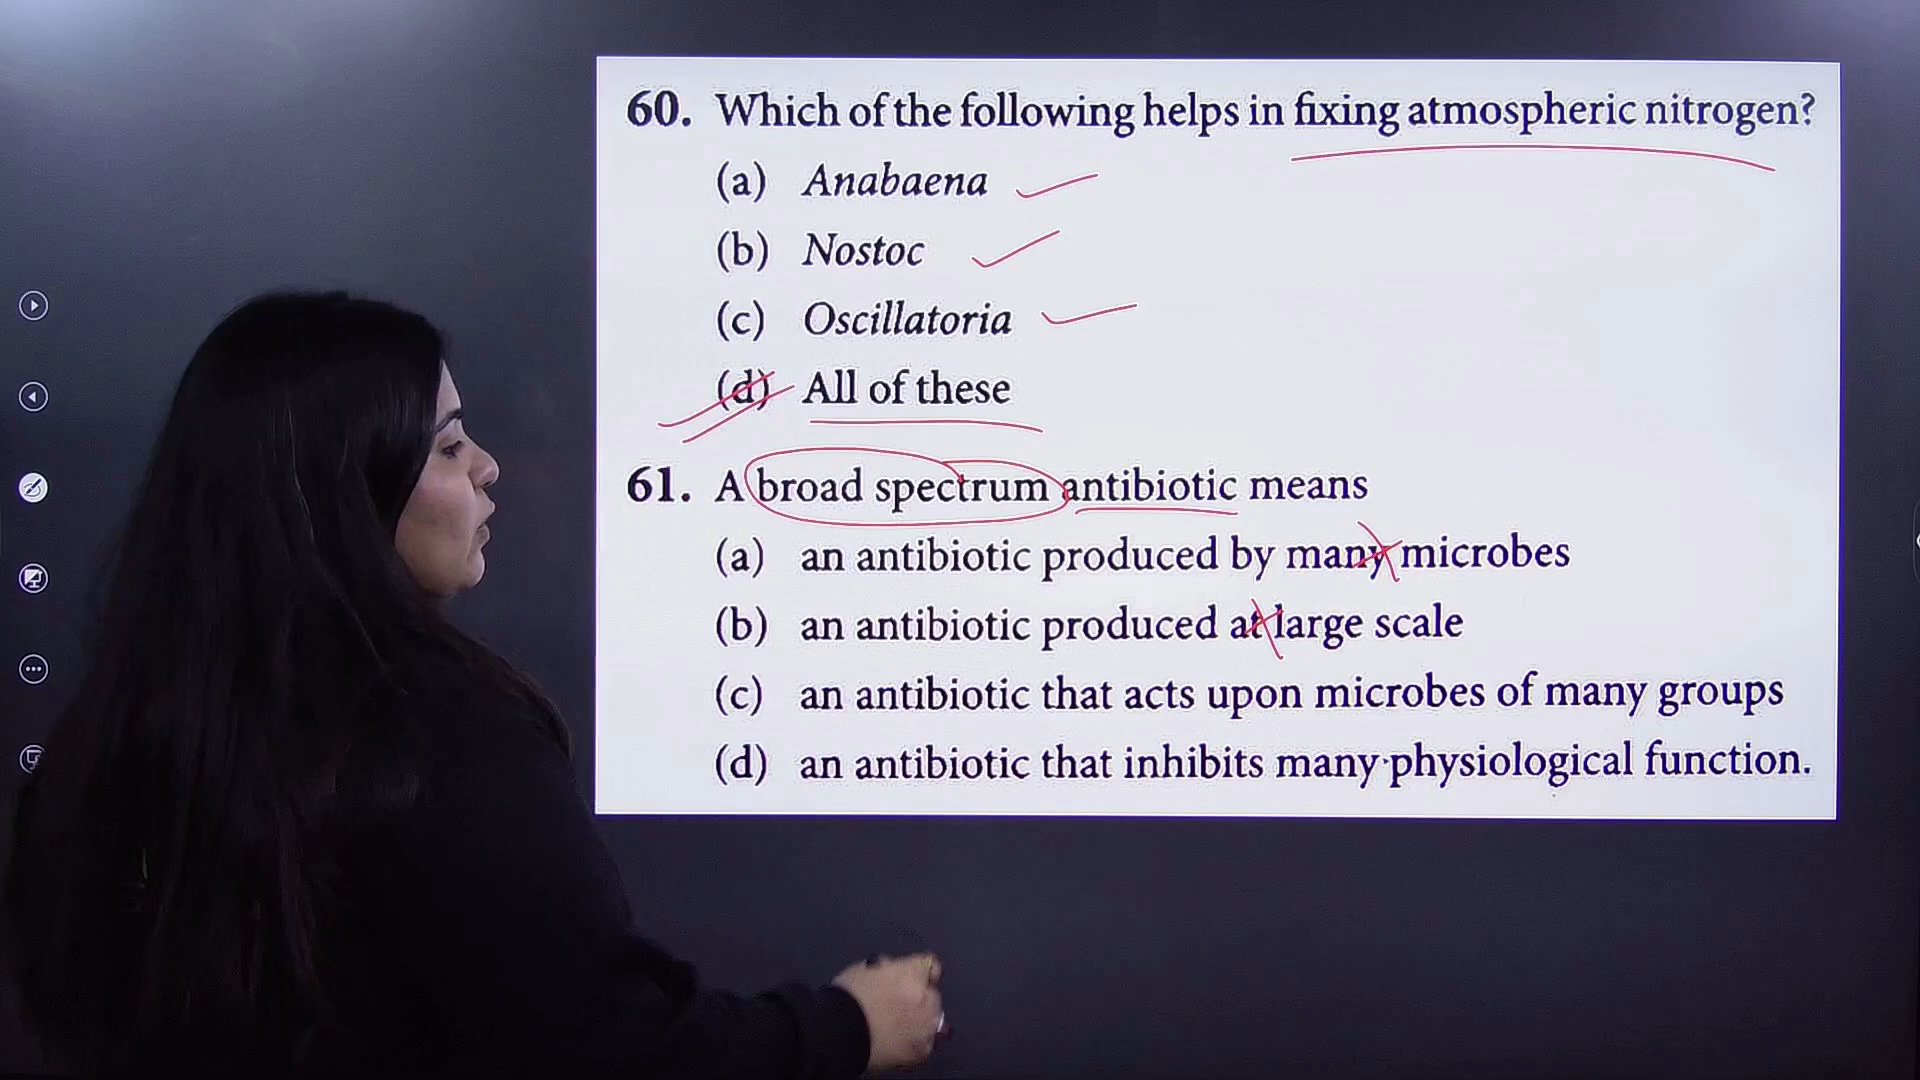 60. Which of the following helps in fixing atmospheric nitrogen?
(a) Anabaena
(b) Nostoc
(c) Oscillatoria
(d) All of these
61. A broad spectrum antibiotic means
(a) an antibiotic produced by many microbes
(b) an antibiotic produced at large scale
(c) an antibiotic that acts upon microbes of many groups
(d) an antibiotic that inhibits many physiological function.